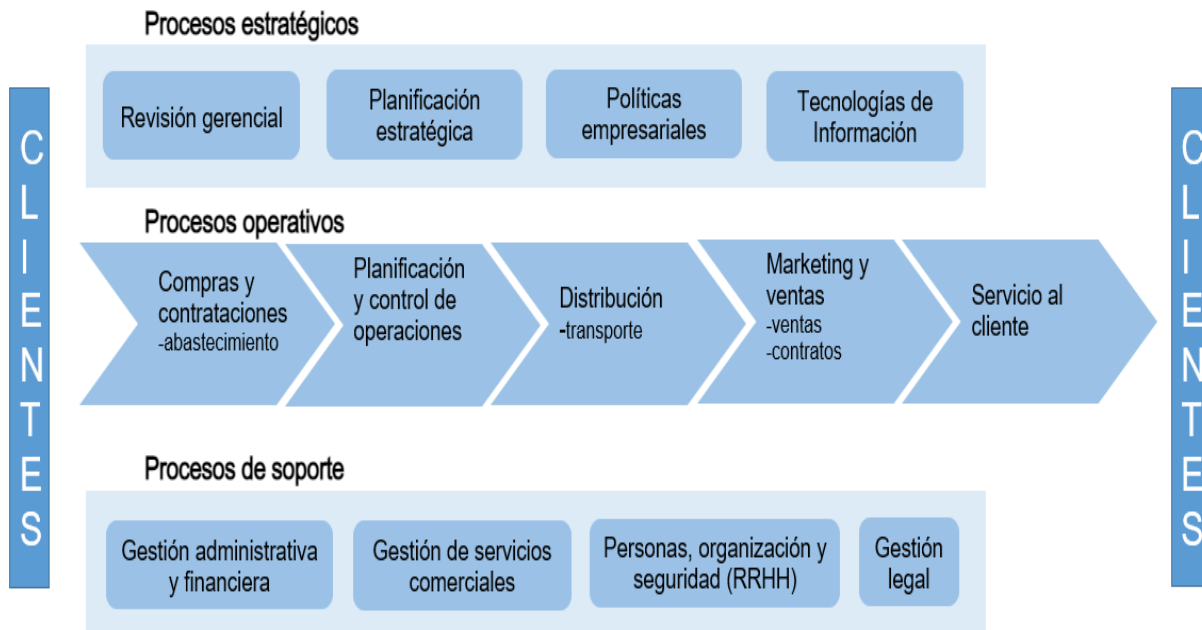 Procesos estratégicos
Revisión gerencial
Planificación
estratégica
Políticas
empresariales
Tecnologías de
Información
CLIENTES
Procesos operativos
Compras y
contrataciones
-abastecimiento
Planificación
y control de
operaciones
Distribución
-transporte
Marketing y
ventas
-ventas
-contratos
Servicio al
cliente
CLIENTES
Procesos de soporte
Gestión administrativa
y financiera
Gestión de servicios
comerciales
Personas, organización y
seguridad (RRHH)
Gestión
legal